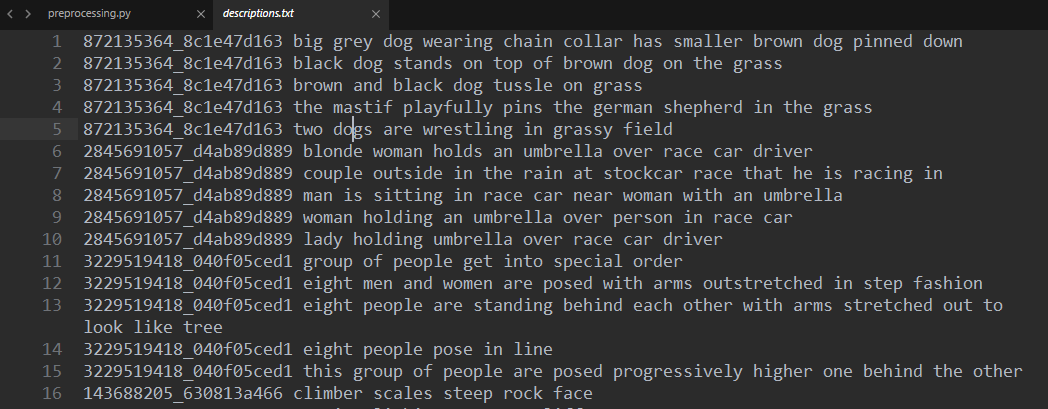 preprocessing.py × descriptions.txt ×
1 872135364_8c1e47d163 big grey dog wearing chain collar has smaller brown dog pinned down
2 872135364_8c1e47d163 black dog stands on top of brown dog on the grass
3 872135364_8c1e47d163 brown and black dog tussle on grass
4 872135364_8c1e47d163 the mastif playfully pins the german shepherd in the grass
5 872135364_8c1e47d163 two dogs are wrestling in grassy field
6 2845691057_d4ab89d889 blonde woman holds an umbrella over race car driver
7 2845691057_d4ab89d889 couple outside in the rain at stockcar race that he is racing in
8 2845691057_d4ab89d889 man is sitting in race car near woman with an umbrella
9 2845691057_d4ab89d889 woman holding an umbrella over person in race car
10 2845691057_d4ab89d889 lady holding umbrella over race car driver
11 3229519418_040f05ced1 group of people get into special order
12 3229519418_040f05ced1 eight men and women are posed with arms outstretched in step fashion
13 3229519418_040f05ced1 eight people are standing behind each other with arms stretched out to
look like tree
14 3229519418_040f05ced1 eight people pose in line
15 3229519418_040f05ced1 this group of people are posed progressively higher one behind the other
16 143688205_630813a466 climber scales steep rock face